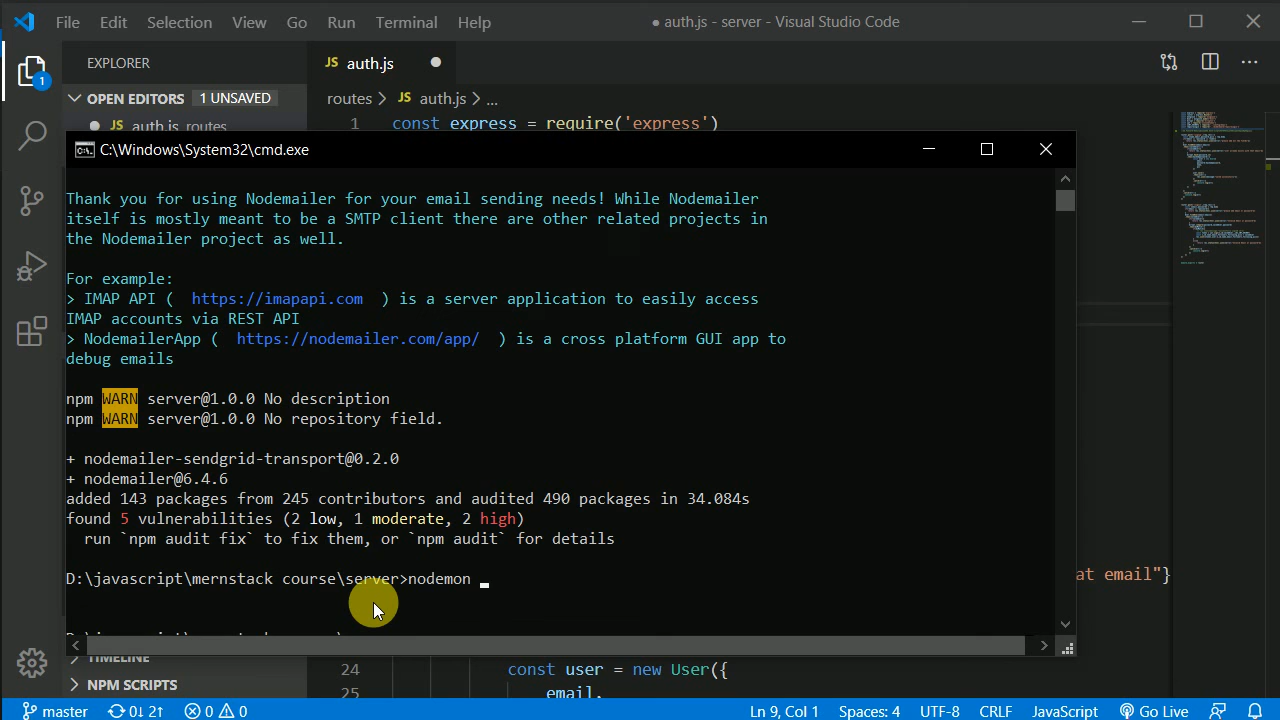 File Edit Selection View Go Run Terminal Help ● auth.js - server - Visual Studio Code
EXPLORER
JS auth.js
1
OPEN EDITORS 1 UNSAVED
routes > JS auth.js > ...
JS auth.js routes
1 const express = require('express')
C:\Windows\System32\cmd.exe
Thank you for using Nodemailer for your email sending needs! While Nodemailer
itself is mostly meant to be a SMTP client there are other related projects in
the Nodemailer project as well.
For example:
> IMAP API ( https://imapapi.com ) is a server application to easily access
IMAP accounts via REST API
> NodemailerApp ( https://nodemailer.com/app/ ) is a cross platform GUI app to
debug emails
npm WARN server@1.0.0 No description
npm WARN server@1.0.0 No repository field.
+ nodemailer-sendgrid-transport@0.2.0
+ nodemailer@6.4.6
added 143 packages from 245 contributors and audited 490 packages in 34.084s
found 5 vulnerabilities (2 low, 1 moderate, 2 high)
run `npm audit fix` to fix them, or `npm audit` for details
D:\javascript\mernstack course\server>nodemon _
at email"}
TIMELINE
24 const user = new User({
NPM SCRIPTS
25 email,
master 0↓ 2↑ 0 0 Ln 9, Col 1 Spaces: 4 UTF-8 CRLF JavaScript Go Live